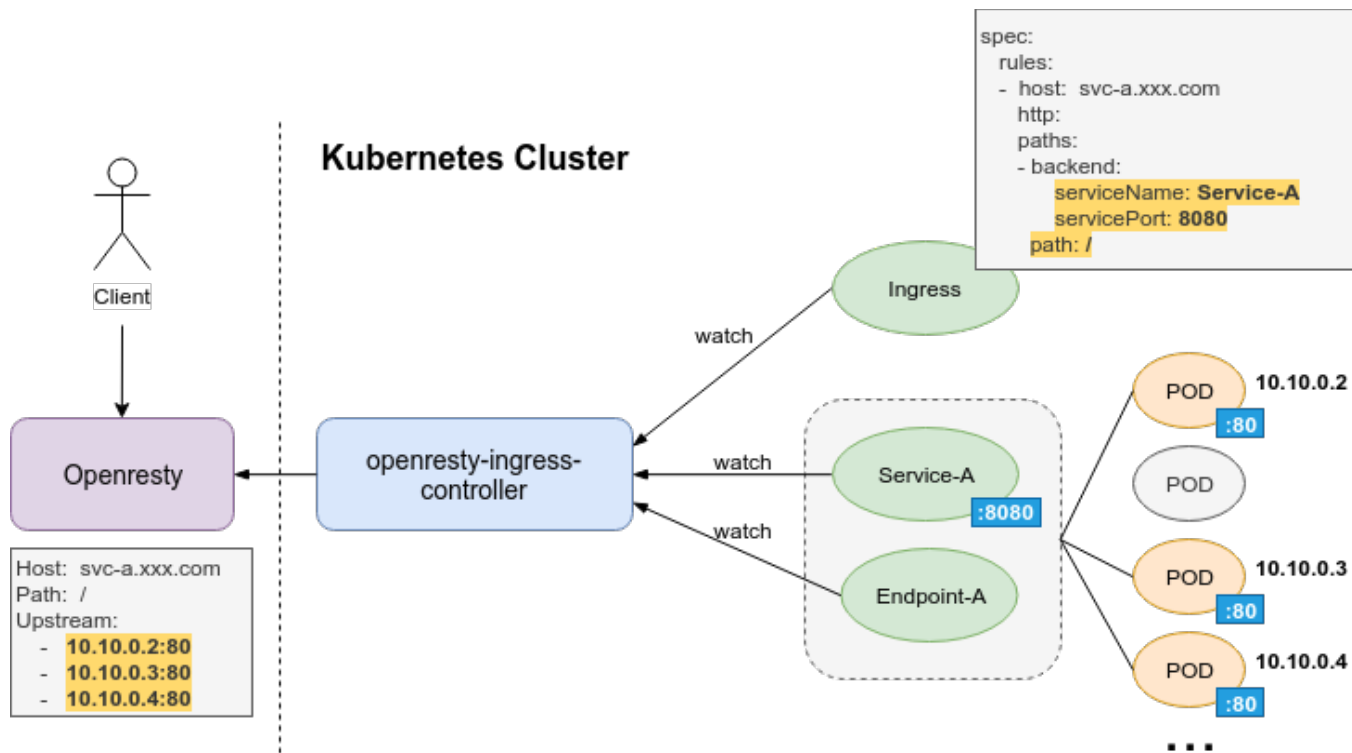 spec:
rules:
- host: svc-a.xxx.com
http:
paths:
- backend:
serviceName: Service-A
servicePort: 8080
path: /
Kubernetes Cluster
Client
Ingress
watch
POD
10.10.0.2
:80
Openresty
openresty-ingress-
controller
watch
Service-A
:8080
POD
watch
Endpoint-A
POD
10.10.0.3
:80
Host: svc-a.xxx.com
Path: /
Upstream:
- 10.10.0.2:80
- 10.10.0.3:80
- 10.10.0.4:80
POD
10.10.0.4
:80
...